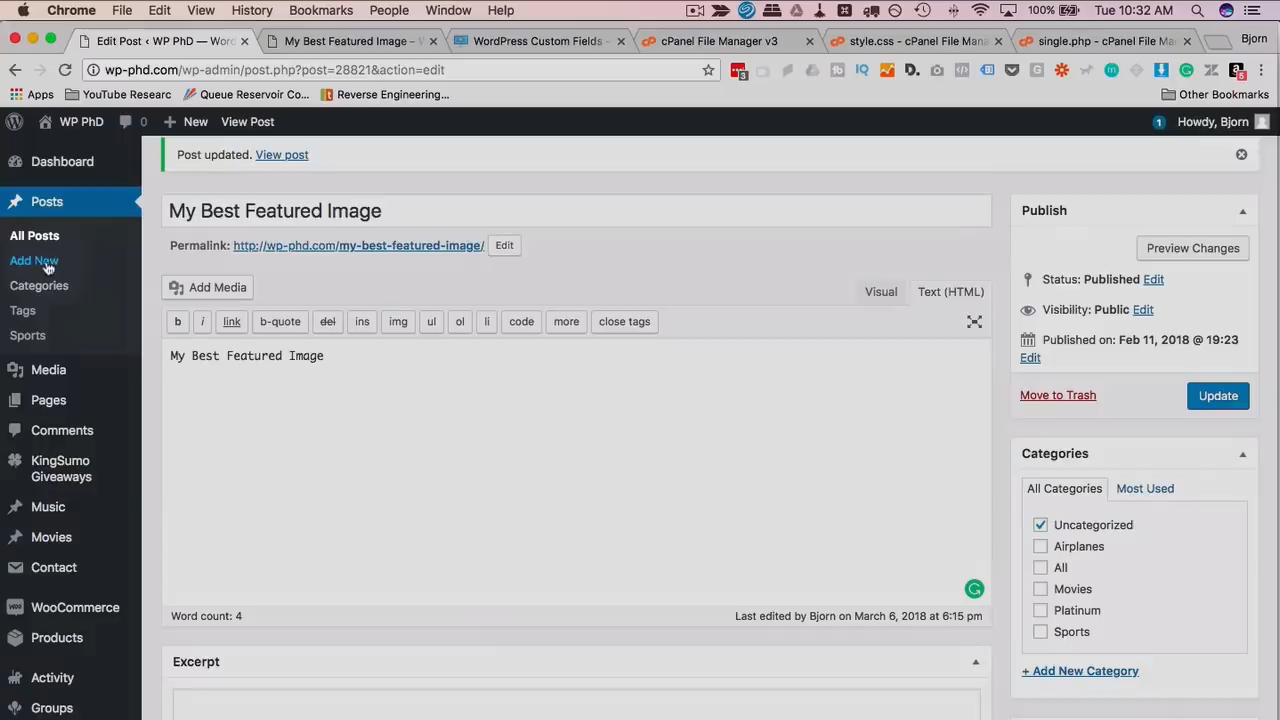 Chrome File Edit View History Bookmarks People Window Help 100% Tue 10:32 AM
Edit Post ‹ WP PhD — Word My Best Featured Image – W WordPress Custom Fields - cPanel File Manager v3 style.css - cPanel File Mana single.php - cPanel File Mana Bjorn
wp-phd.com/wp-admin/post.php?post=28821&action=edit
Apps YouTube Researc Queue Reservoir Co... Reverse Engineering... Other Bookmarks
WP PhD 0 New View Post 1 Howdy, Bjorn
Dashboard
Posts
All Posts
Add New
Categories
Tags
Sports
Media
Pages
Comments
KingSumo
Giveaways
Music
Movies
Contact
WooCommerce
Products
Activity
Groups
Post updated. View post
My Best Featured Image
Permalink: http://wp-phd.com/my-best-featured-image/ Edit
Add Media Visual Text (HTML)
b i link b-quote del ins img ul ol li code more close tags
My Best Featured Image
Word count: 4 Last edited by Bjorn on March 6, 2018 at 6:15 pm
Excerpt
Publish
Preview Changes
Status: Published Edit
Visibility: Public Edit
Published on: Feb 11, 2018 @ 19:23
Edit
Move to Trash Update
Categories
All Categories Most Used
Uncategorized
Airplanes
All
Movies
Platinum
Sports
+ Add New Category